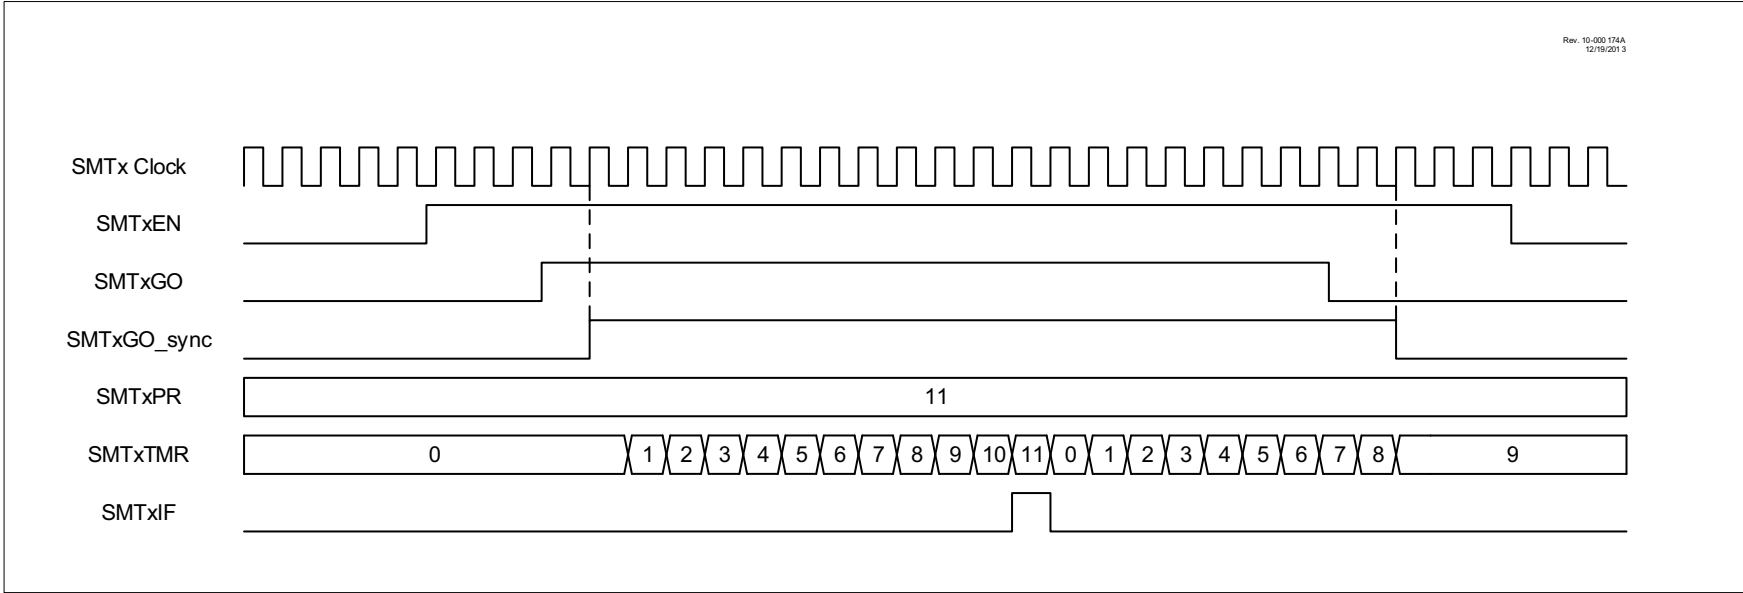 Rev. 10-000 174A
12/19/201 3
SMTx Clock
SMTxEN
SMTxGO
SMTxGO_sync
SMTxPR 11
SMTxTMR 0 1 2 3 4 5 6 7 8 9 10 11 0 1 2 3 4 5 6 7 8 9
SMTxIF